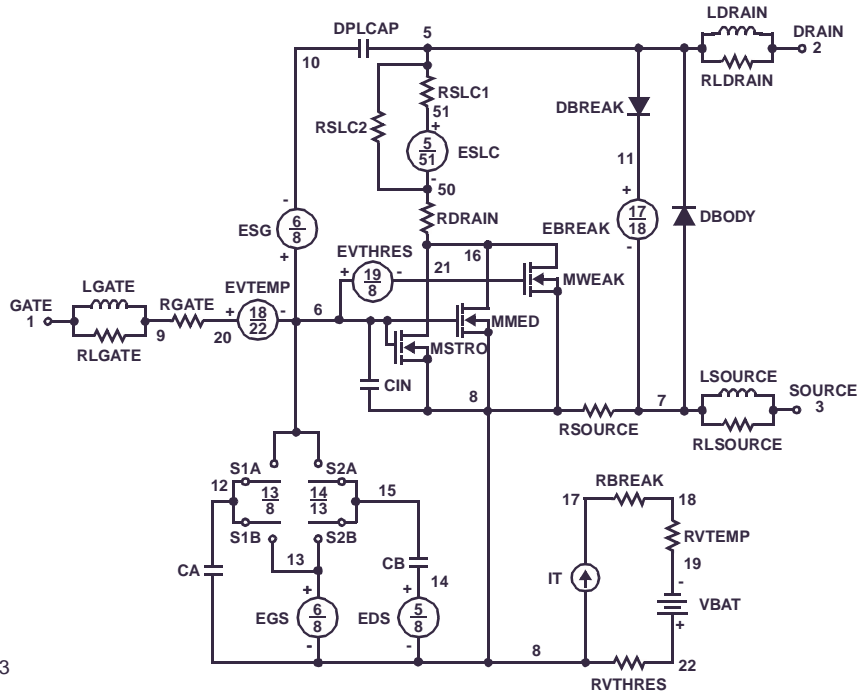 LDRAIN
DPLCAP 5 DRAIN
10 2
RLDRAIN
RSLC1
51
DBREAK
RSLC2
+
5
51
ESLC
11
-
50
-
+
17
18
DBODY
6
8
ESG
RDRAIN
EBREAK
EVTHRES
16
-
+
+
19
8
-
21
MWEAK
LGATE
EVTEMP
GATE
1
RGATE
+
18
22
-
6
MMED
9
20
MSTRO
RLGATE
LSOURCE
CIN
8
7
SOURCE
3
RSOURCE
RLSOURCE
S1A
S2A
12
13
8
14
13
15
RBREAK
17
18
S1B
S2B
RVTEMP
13
CB
19
CA
14
IT
-
+
+
VBAT
EGS
6
8
EDS
5
8
+
-
-
8
22
RVTHRES
3